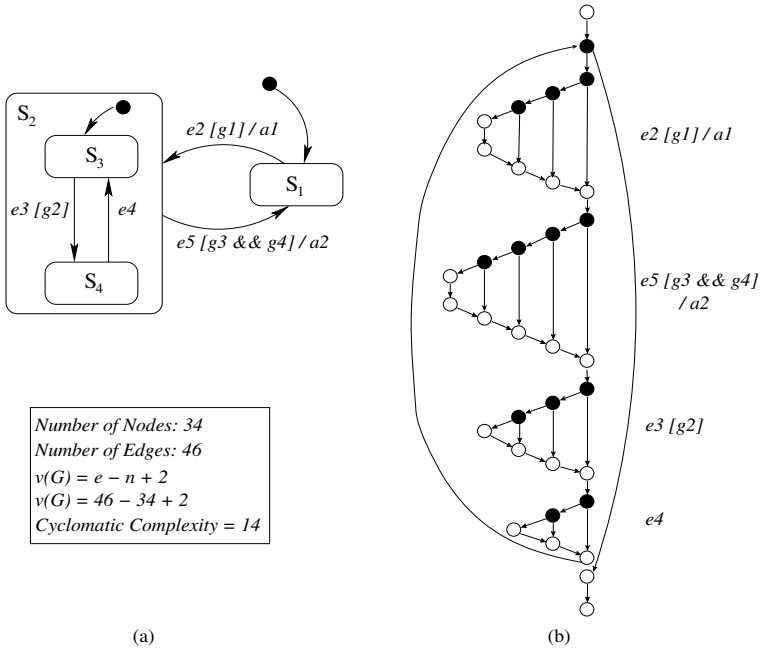 S2
S3
e3 [g2]
e4
S4
e2 [g1] / a1
S1
e5 [g3 && g4] / a2
Number of Nodes: 34
Number of Edges: 46
v(G) = e − n + 2
v(G) = 46 − 34 + 2
Cyclomatic Complexity = 14
(a)
e2 [g1] / a1
e5 [g3 && g4]
/ a2
e3 [g2]
e4
(b)